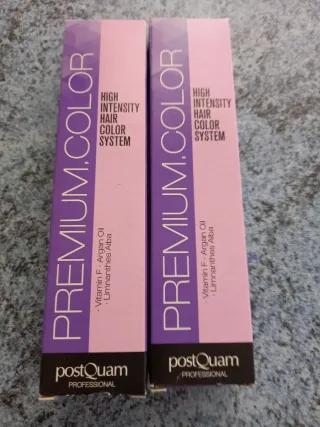 PREMIUM.COLOR
HIGH
INTENSITY
HAIR
COLOR
SYSTEM
· Vitamin F · Argan Oil
· Limnanthes Alba
postQuam
PROFESSIONAL
PREMIUM.COLOR
HIGH
INTENSITY
HAIR
COLOR
SYSTEM
· Vitamin F · Argan Oil
· Limnanthes Alba
postQuam
PROFESSIONAL